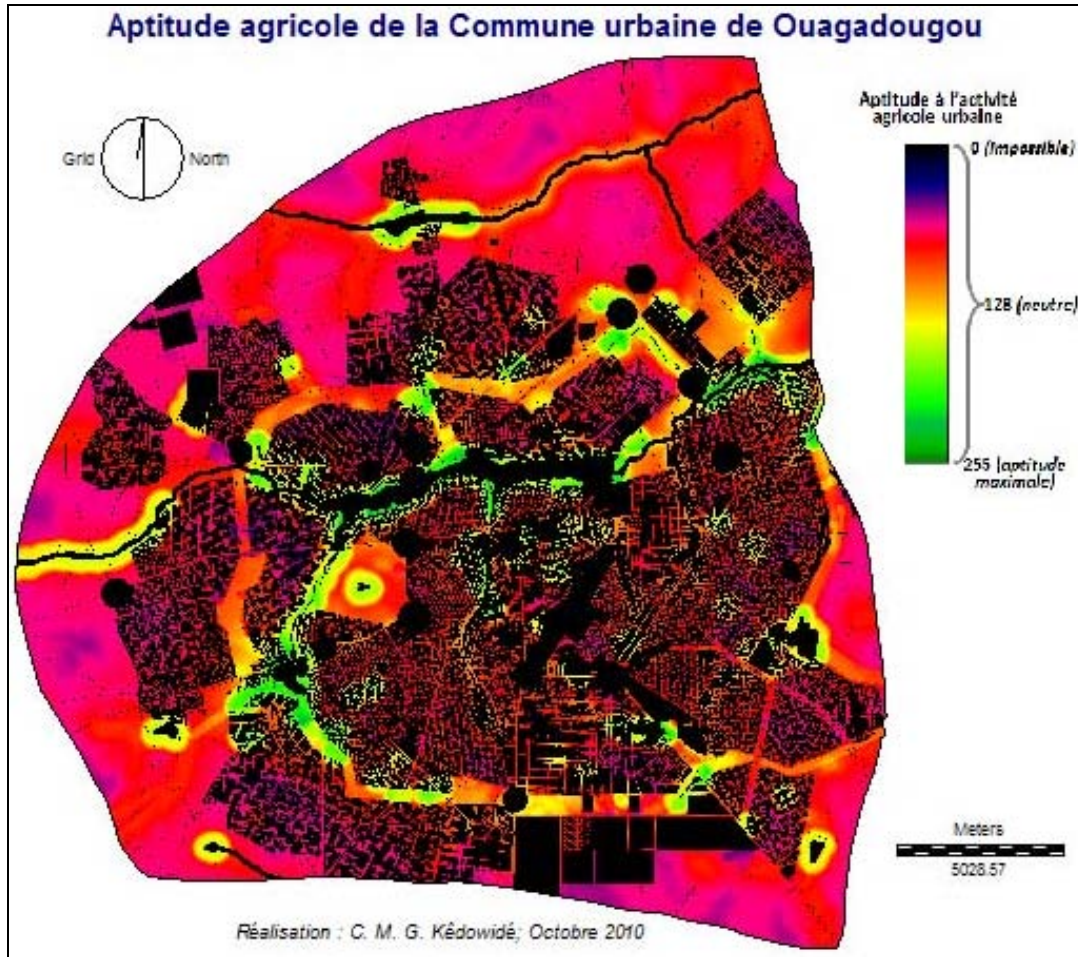 Aptitude agricole de la Commune urbaine de Ouagadougou
Grid North
Aptitude à l'activité
agricole urbaine
0 (Impossible)
128 (neutre)
255 (aptitude
maximale)
Meters
5028.57
Réalisation : C. M. G. Kêdowidé; Octobre 2010